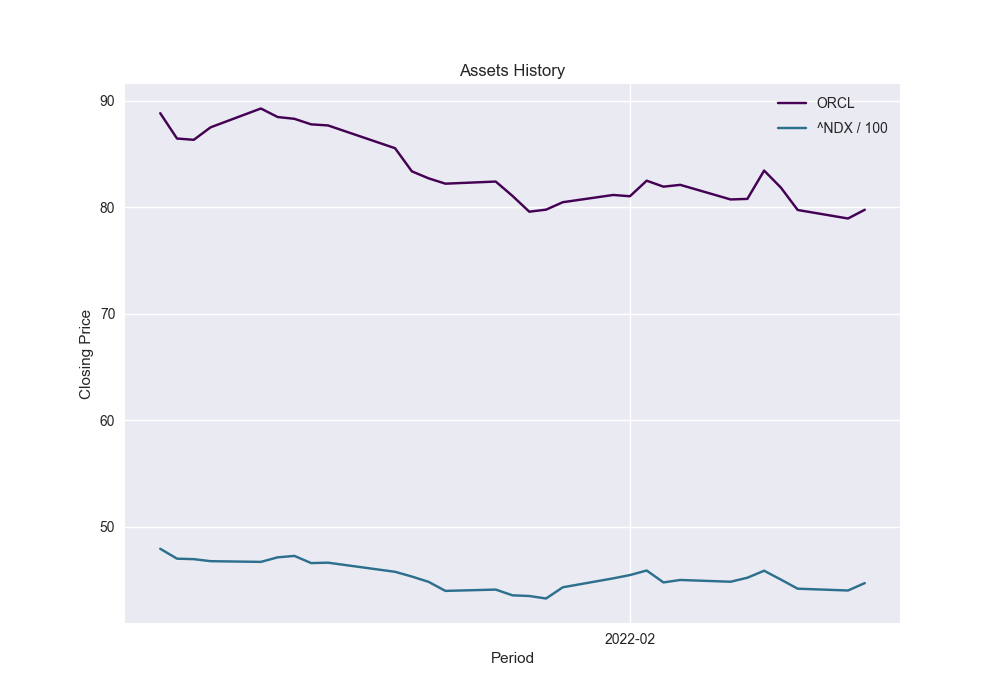 Assets History
ORCL
^NDX / 100
90
80
70
60
50
Closing Price
2022-02
Period